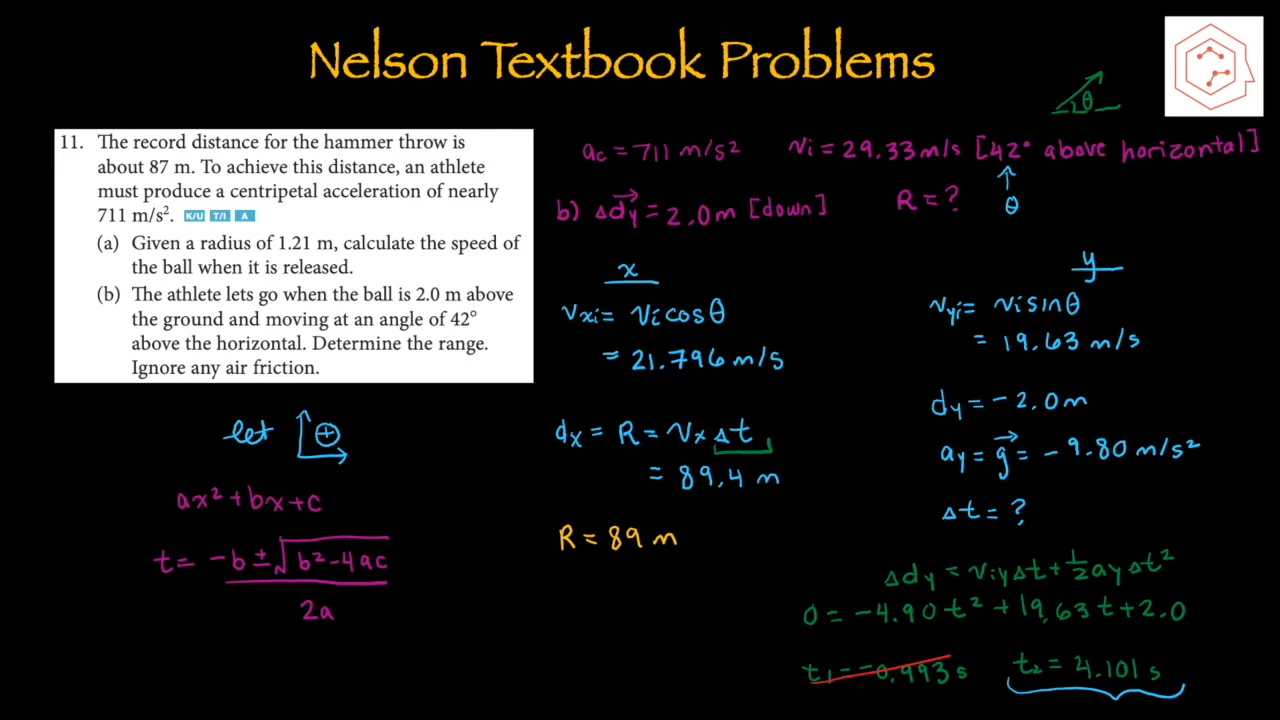 Nelson Textbook Problems
11. The record distance for the hammer throw is
about 87 m. To achieve this distance, an athlete
must produce a centripetal acceleration of nearly
711 m/s². K/U T/I A
(a) Given a radius of 1.21 m, calculate the speed of
the ball when it is released.
(b) The athlete lets go when the ball is 2.0 m above
the ground and moving at an angle of 42°
above the horizontal. Determine the range.
Ignore any air friction.
let ⊕
ax² + bx + c
t = -b ± √b² - 4ac
2a
θ
ac = 711 m/s² vi = 29.33 m/s [42° above horizontal]
θ
b) Δdy = 2.0 m [down] R = ?
x
vxi = vi cos θ
= 21.796 m/s
dx = R = vx Δt
= 89.4 m
R = 89 m
y
vyi = vi sin θ
= 19.63 m/s
dy = -2.0 m
ay = g = -9.80 m/s²
Δt = ?
Δdy = viy Δt + ½ ay Δt²
0 = -4.90 t² + 19.63 t + 2.0
t₁ = -0.993 s t₂ = 4.101 s